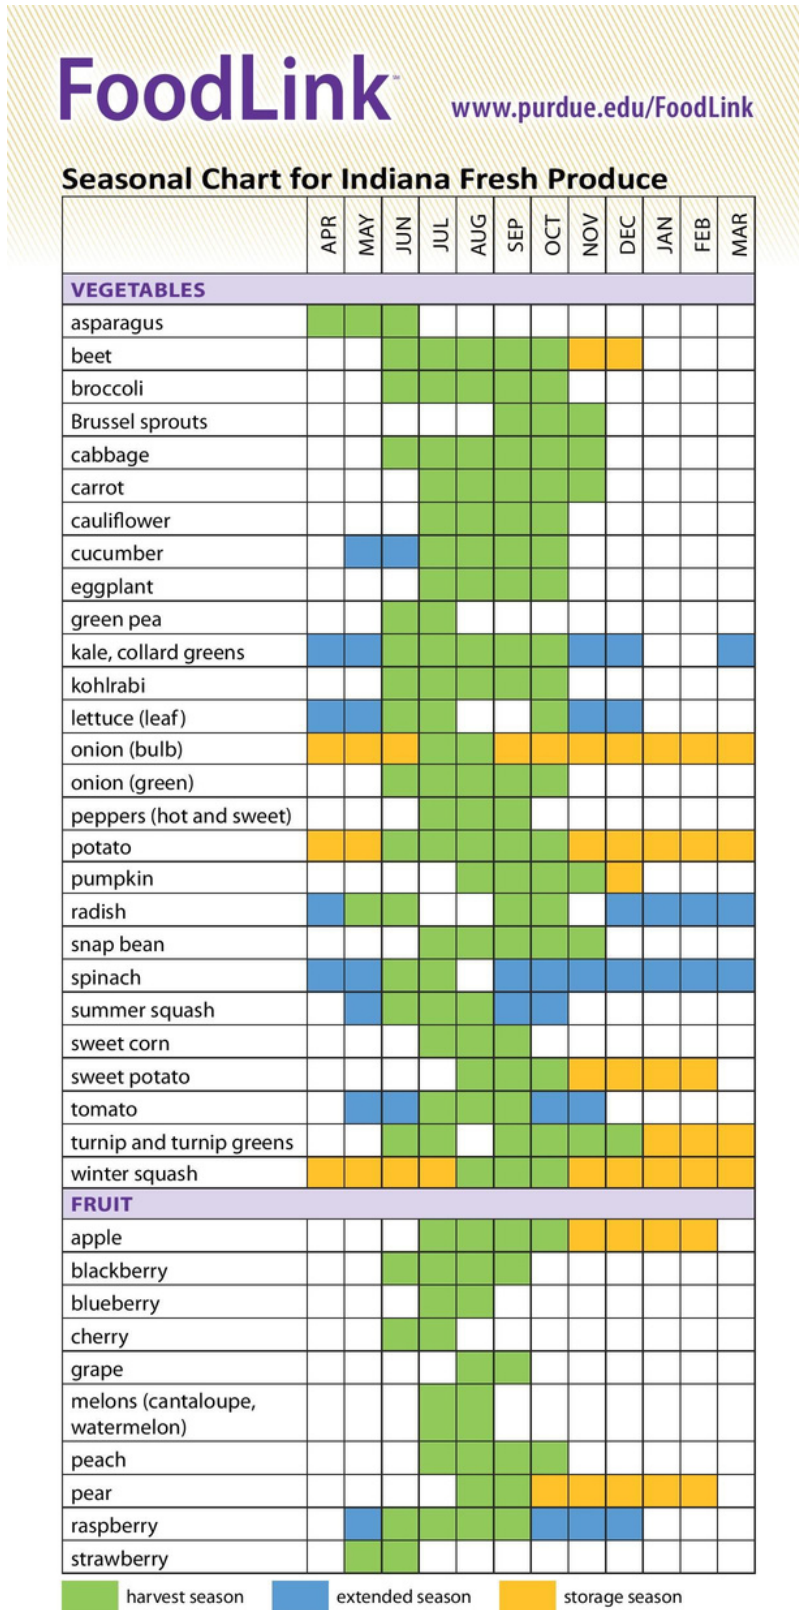 FoodLink℠
www.purdue.edu/FoodLink
Seasonal Chart for Indiana Fresh Produce
APR MAY JUN JUL AUG SEP OCT NOV DEC JAN FEB MAR
VEGETABLES
asparagus
beet
broccoli
Brussel sprouts
cabbage
carrot
cauliflower
cucumber
eggplant
green pea
kale, collard greens
kohlrabi
lettuce (leaf)
onion (bulb)
onion (green)
peppers (hot and sweet)
potato
pumpkin
radish
snap bean
spinach
summer squash
sweet corn
sweet potato
tomato
turnip and turnip greens
winter squash
FRUIT
apple
blackberry
blueberry
cherry
grape
melons (cantaloupe,
watermelon)
peach
pear
raspberry
strawberry
harvest season extended season storage season